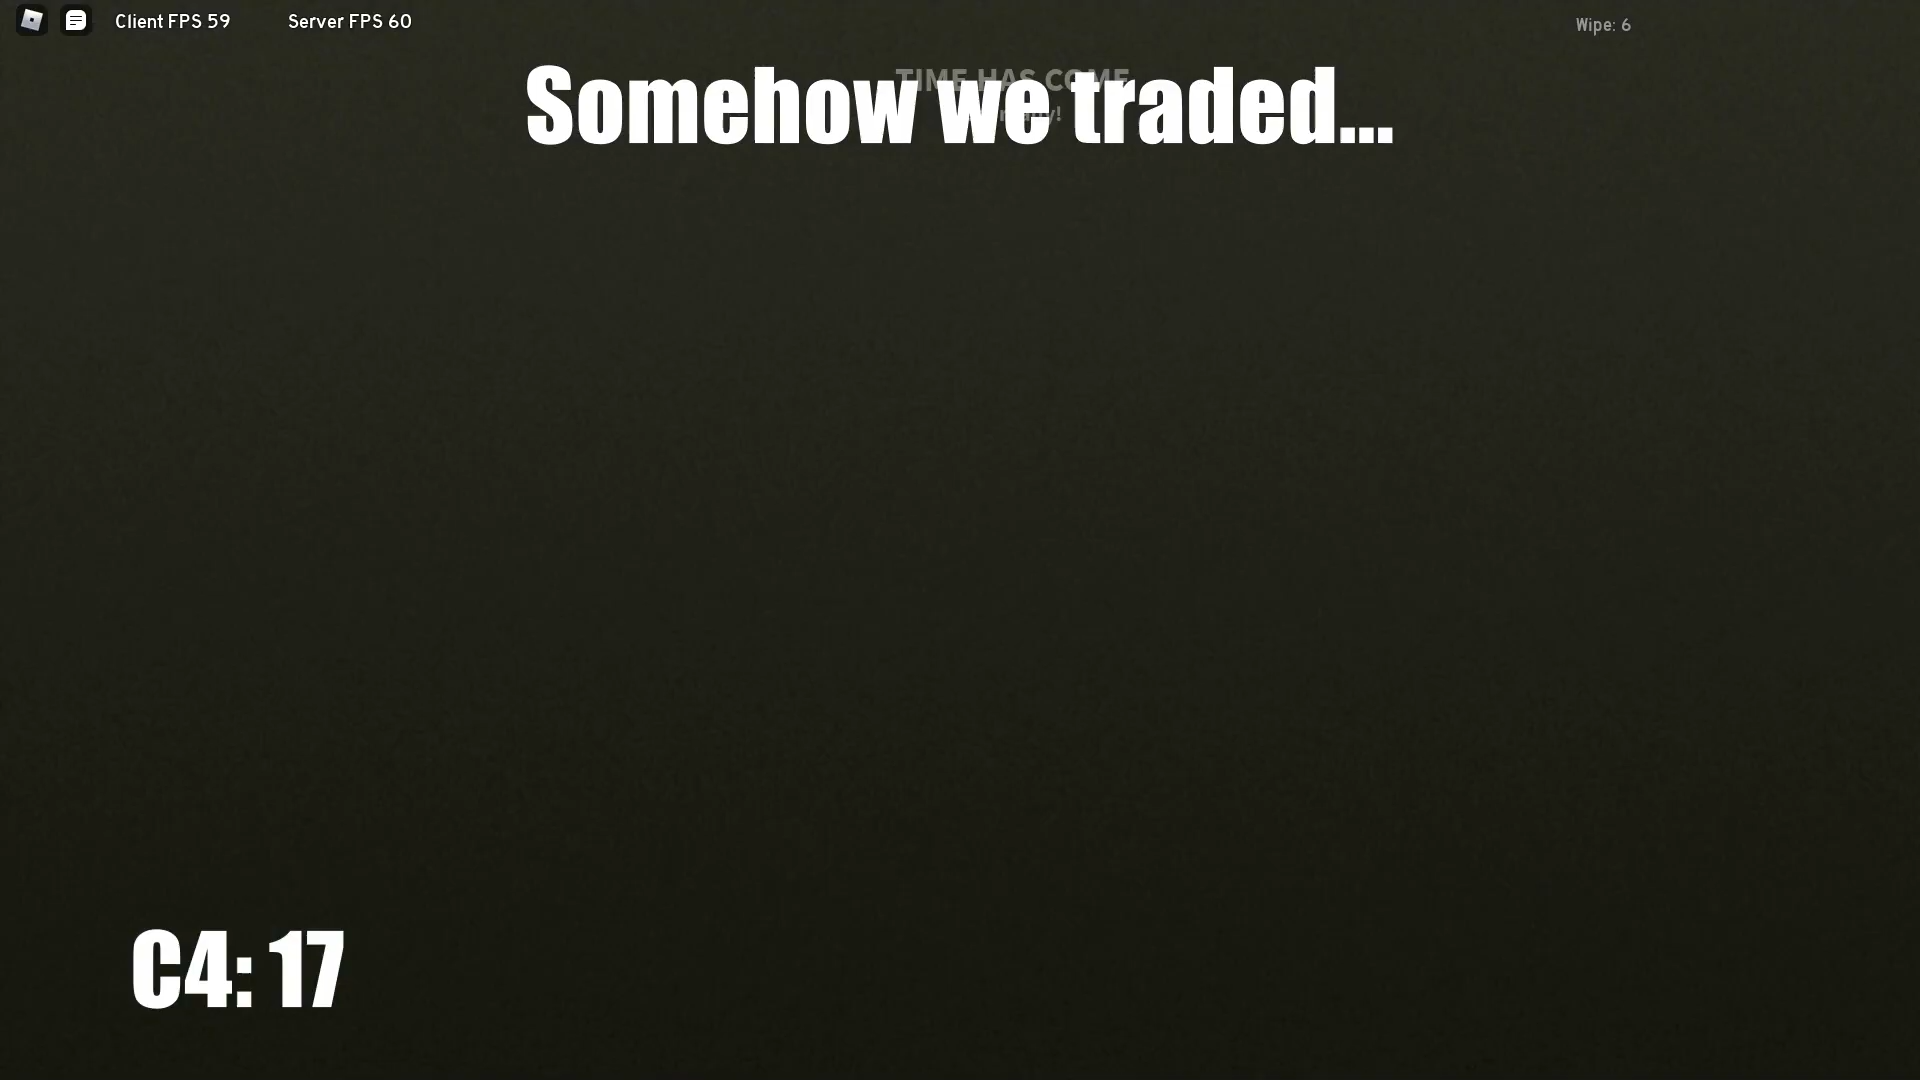 Client FPS 59
Server FPS 60
Wipe: 6
TIME HAS COME
Somehow we traded...
C4: 17